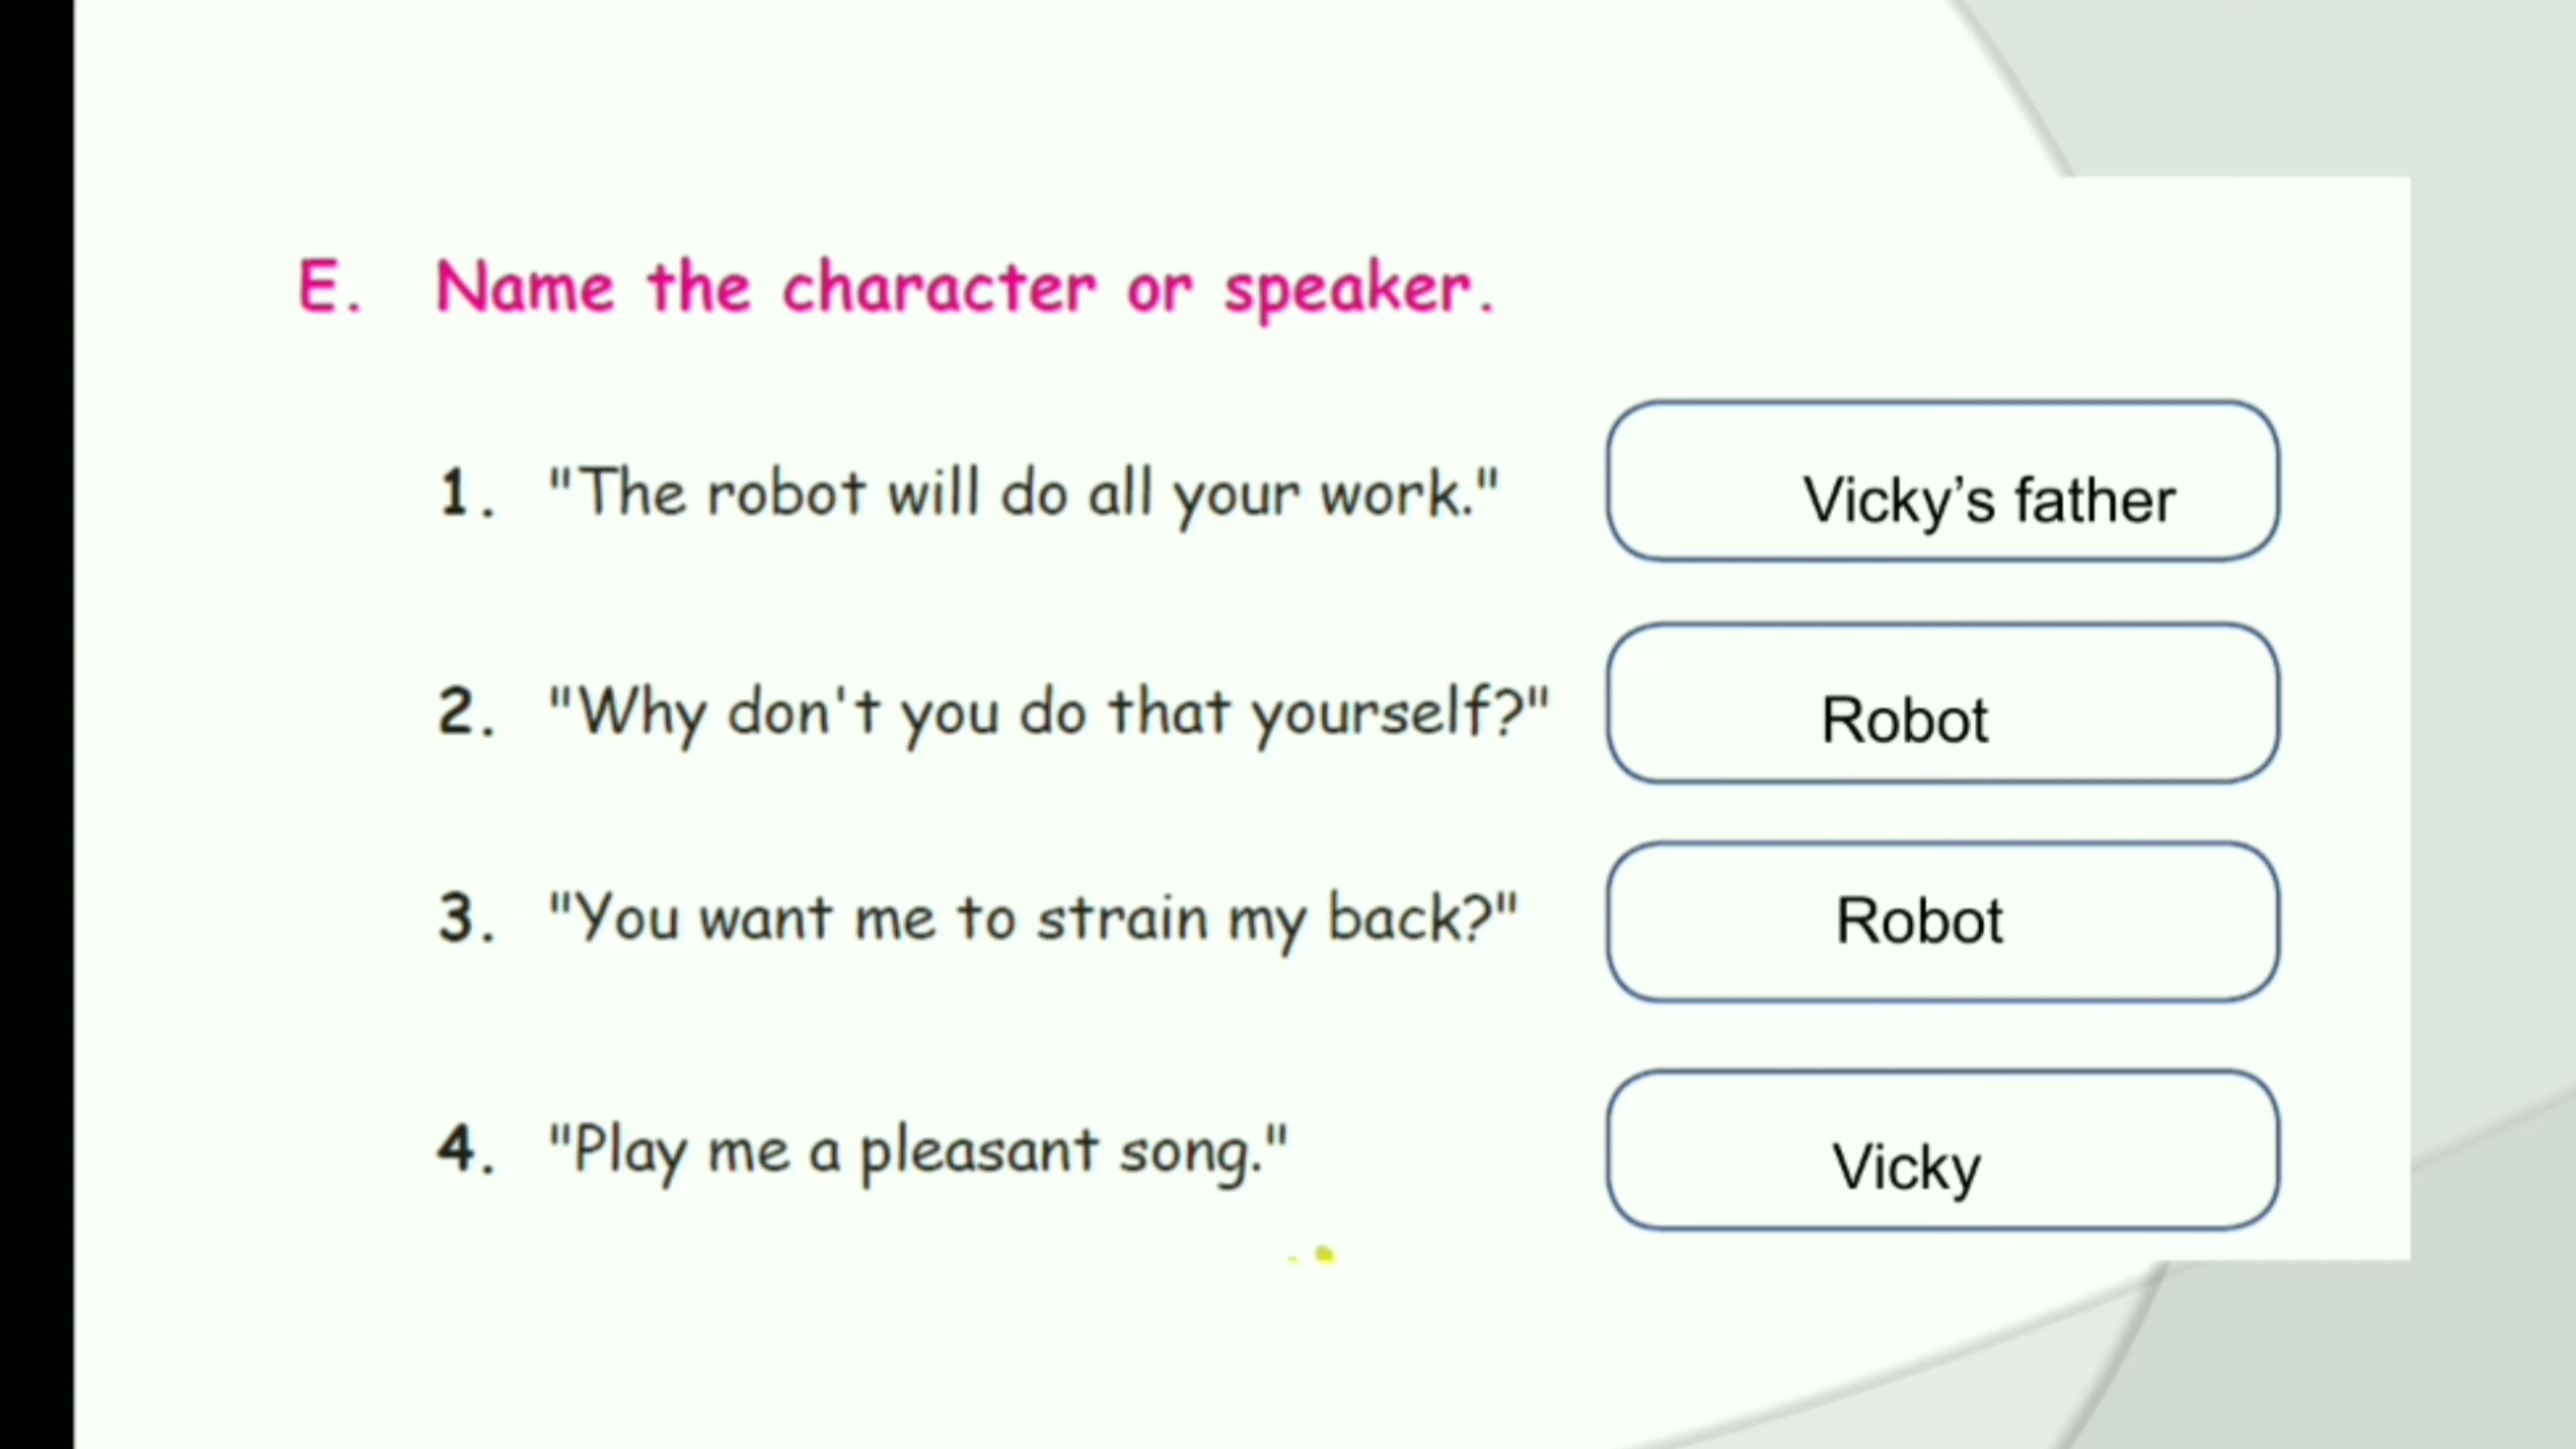 E. Name the character or speaker.
1. "The robot will do all your work." Vicky’s father
2. "Why don't you do that yourself?" Robot
3. "You want me to strain my back?" Robot
4. "Play me a pleasant song." Vicky